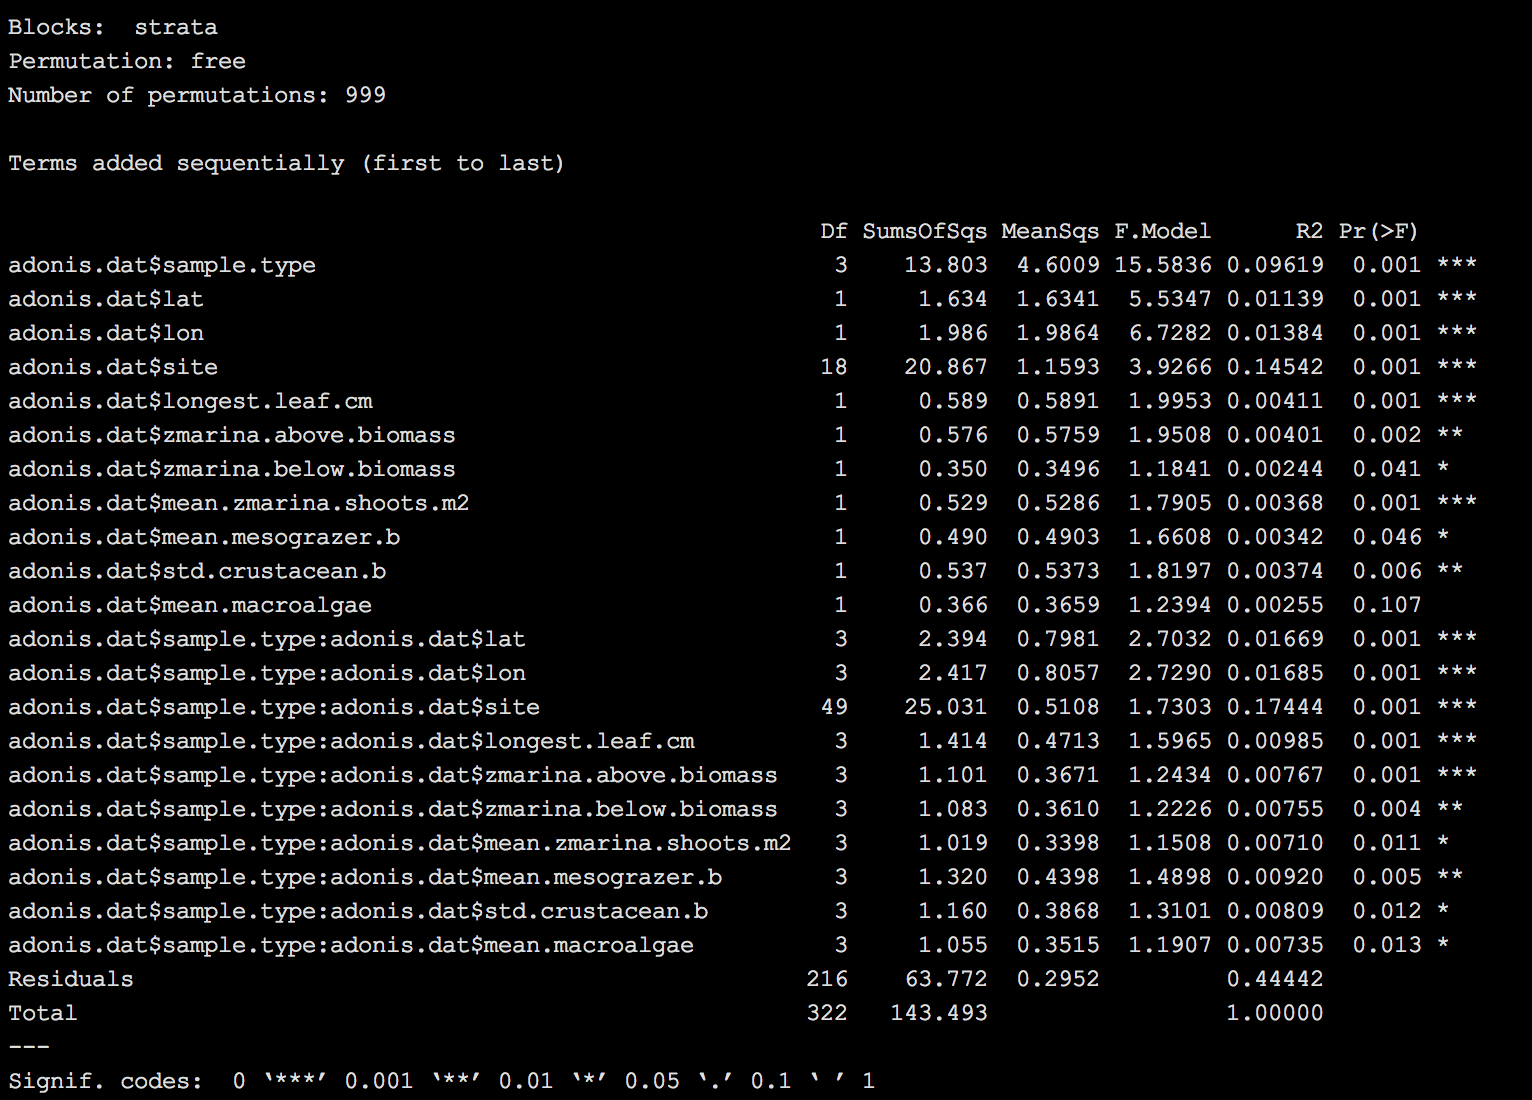 Blocks:  strata
Permutation: free
Number of permutations: 999
Terms added sequentially (first to last)
Df SumsOfSqs MeanSqs F.Model R2 Pr(>F)
adonis.dat$sample.type 3 13.803 4.6009 15.5836 0.09619 0.001 ***
adonis.dat$lat 1 1.634 1.6341 5.5347 0.01139 0.001 ***
adonis.dat$lon 1 1.986 1.9864 6.7282 0.01384 0.001 ***
adonis.dat$site 18 20.867 1.1593 3.9266 0.14542 0.001 ***
adonis.dat$longest.leaf.cm 1 0.589 0.5891 1.9953 0.00411 0.001 ***
adonis.dat$zmarina.above.biomass 1 0.576 0.5759 1.9508 0.00401 0.002 **
adonis.dat$zmarina.below.biomass 1 0.350 0.3496 1.1841 0.00244 0.041 *
adonis.dat$mean.zmarina.shoots.m2 1 0.529 0.5286 1.7905 0.00368 0.001 ***
adonis.dat$mean.mesograzer.b 1 0.490 0.4903 1.6608 0.00342 0.046 *
adonis.dat$std.crustacean.b 1 0.537 0.5373 1.8197 0.00374 0.006 **
adonis.dat$mean.macroalgae 1 0.366 0.3659 1.2394 0.00255 0.107
adonis.dat$sample.type:adonis.dat$lat 3 2.394 0.7981 2.7032 0.01669 0.001 ***
adonis.dat$sample.type:adonis.dat$lon 3 2.417 0.8057 2.7290 0.01685 0.001 ***
adonis.dat$sample.type:adonis.dat$site 49 25.031 0.5108 1.7303 0.17444 0.001 ***
adonis.dat$sample.type:adonis.dat$longest.leaf.cm 3 1.414 0.4713 1.5965 0.00985 0.001 ***
adonis.dat$sample.type:adonis.dat$zmarina.above.biomass 3 1.101 0.3671 1.2434 0.00767 0.001 ***
adonis.dat$sample.type:adonis.dat$zmarina.below.biomass 3 1.083 0.3610 1.2226 0.00755 0.004 **
adonis.dat$sample.type:adonis.dat$mean.zmarina.shoots.m2 3 1.019 0.3398 1.1508 0.00710 0.011 *
adonis.dat$sample.type:adonis.dat$mean.mesograzer.b 3 1.320 0.4398 1.4898 0.00920 0.005 **
adonis.dat$sample.type:adonis.dat$std.crustacean.b 3 1.160 0.3868 1.3101 0.00809 0.012 *
adonis.dat$sample.type:adonis.dat$mean.macroalgae 3 1.055 0.3515 1.1907 0.00735 0.013 *
Residuals 216 63.772 0.2952 0.44442
Total 322 143.493 1.00000
---
Signif. codes:  0 ‘***’ 0.001 ‘**’ 0.01 ‘*’ 0.05 ‘.’ 0.1 ‘ ’ 1